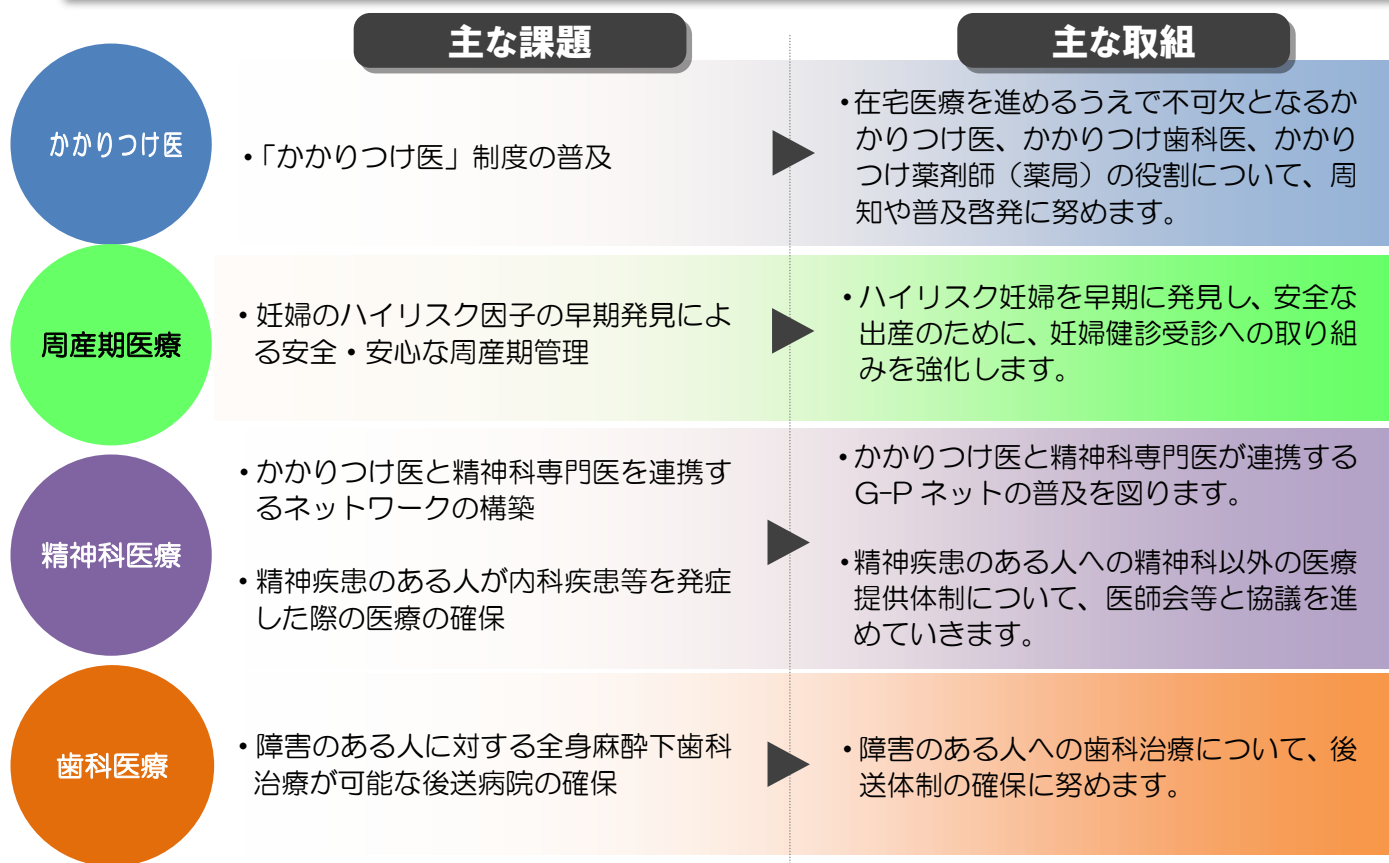 主な課題
主な取組
かかりつけ医
・「かかりつけ医」制度の普及
・在宅医療を進めるうえで不可欠となるか
かりつけ医、かかりつけ歯科医、かかり
つけ薬剤師（薬局）の役割について、周
知や普及啓発に努めます。
周産期医療
・妊婦のハイリスク因子の早期発見によ
る安全・安心な周産期管理
・ハイリスク妊婦を早期に発見し、安全な
出産のために、妊婦健診受診への取り組
みを強化します。
精神科医療
・かかりつけ医と精神科専門医を連携す
るネットワークの構築
・精神疾患のある人が内科疾患等を発症
した際の医療の確保
・かかりつけ医と精神科専門医が連携する
G-P ネットの普及を図ります。
・精神疾患のある人への精神科以外の医療
提供体制について、医師会等と協議を進
めていきます。
歯科医療
・障害のある人に対する全身麻酔下歯科
治療が可能な後送病院の確保
・障害のある人への歯科治療について、後
送体制の確保に努めます。